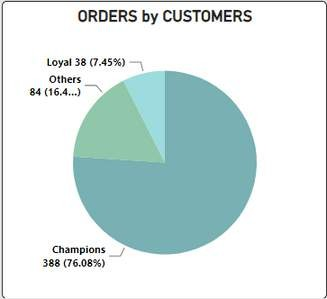 ORDERS by CUSTOMERS
Loyal 38 (7.45%)
Others
84 (16.4...)
Champions
388 (76.08%)